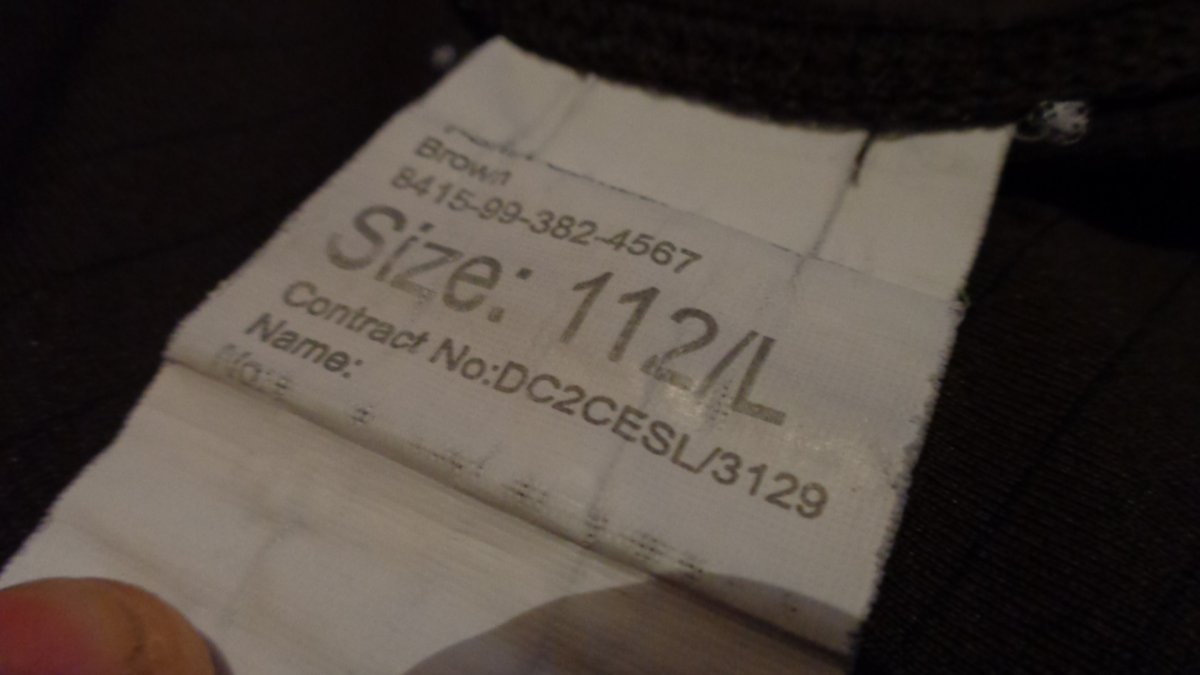 Brown
8415-99-382-4567
Size: 112/L
Contract No:DC2CESL/3129
Name: